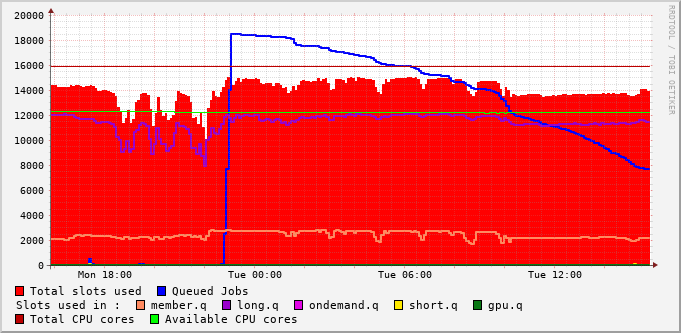 20000
18000
16000
14000
12000
10000
8000
6000
4000
2000
0
Mon 18:00 Tue 00:00 Tue 06:00 Tue 12:00
RRDTOOL / TOBI OETIKER
Total slots used Queued Jobs
Slots used in : member.q long.q ondemand.q short.q gpu.q
Total CPU cores Available CPU cores